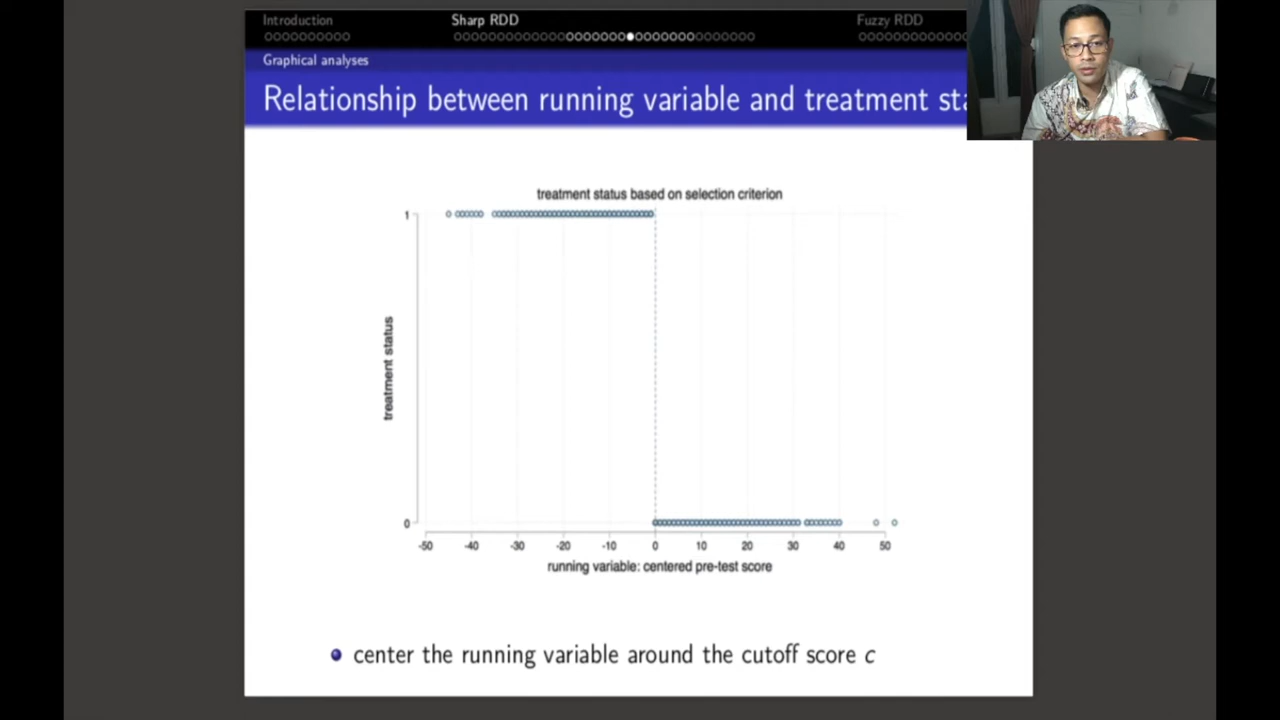 Introduction
Sharp RDD
Fuzzy RDD
Graphical analyses
Relationship between running variable and treatment sta
treatment status based on selection criterion
1
treatment status
0
-50 -40 -30 -20 -10 0 10 20 30 40 50
running variable: centered pre-test score
center the running variable around the cutoff score c